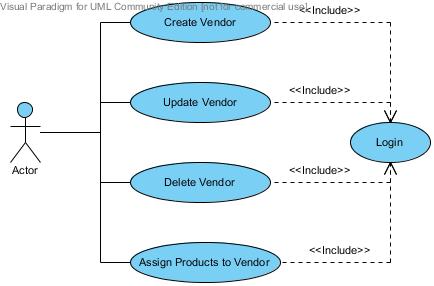 Visual Paradigm for UML Community Edition [not for commercial use]
<<Include>>
Create Vendor
<<Include>>
Update Vendor
Login
Actor
<<Include>>
Delete Vendor
<<Include>>
Assign Products to Vendor